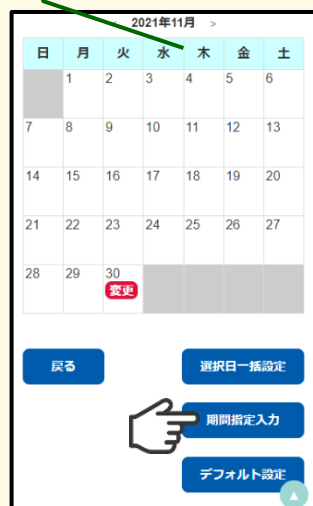 < 2021年11月 >
日 月 火 水 木 金 土
1 2 3 4 5 6
7 8 9 10 11 12 13
14 15 16 17 18 19 20
21 22 23 24 25 26 27
28 29 30
変更
戻る 選択日一括設定
期間指定入力
デフォルト設定